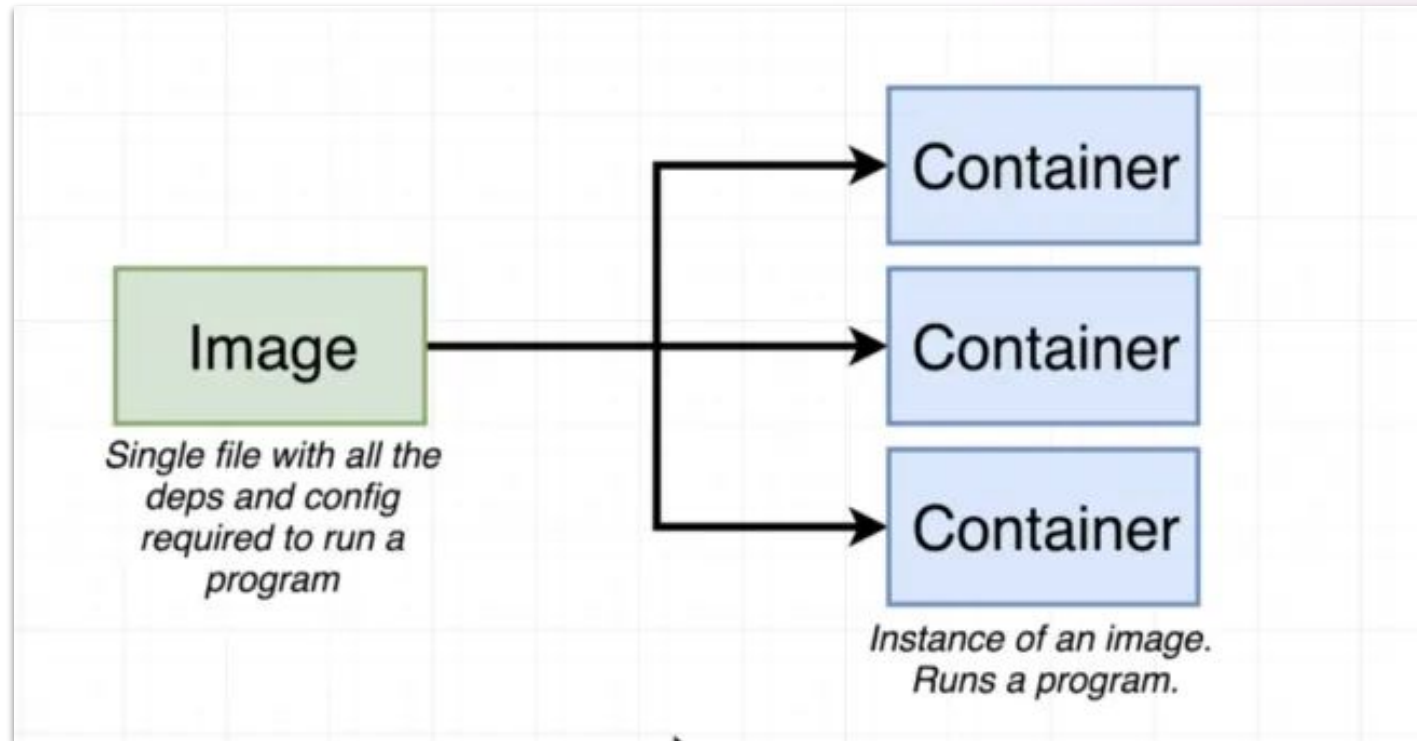 Container
Image
Container
Single file with all the
deps and config
required to run a
program
Container
Instance of an image.
Runs a program.